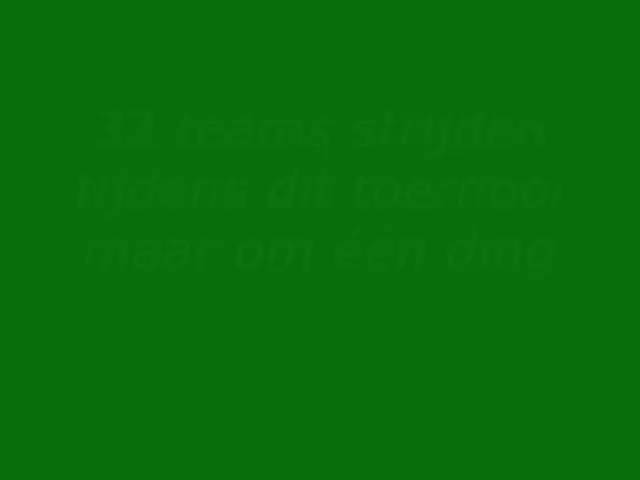 32 teams strijden
tijdens dit toernooi
maar om één ding